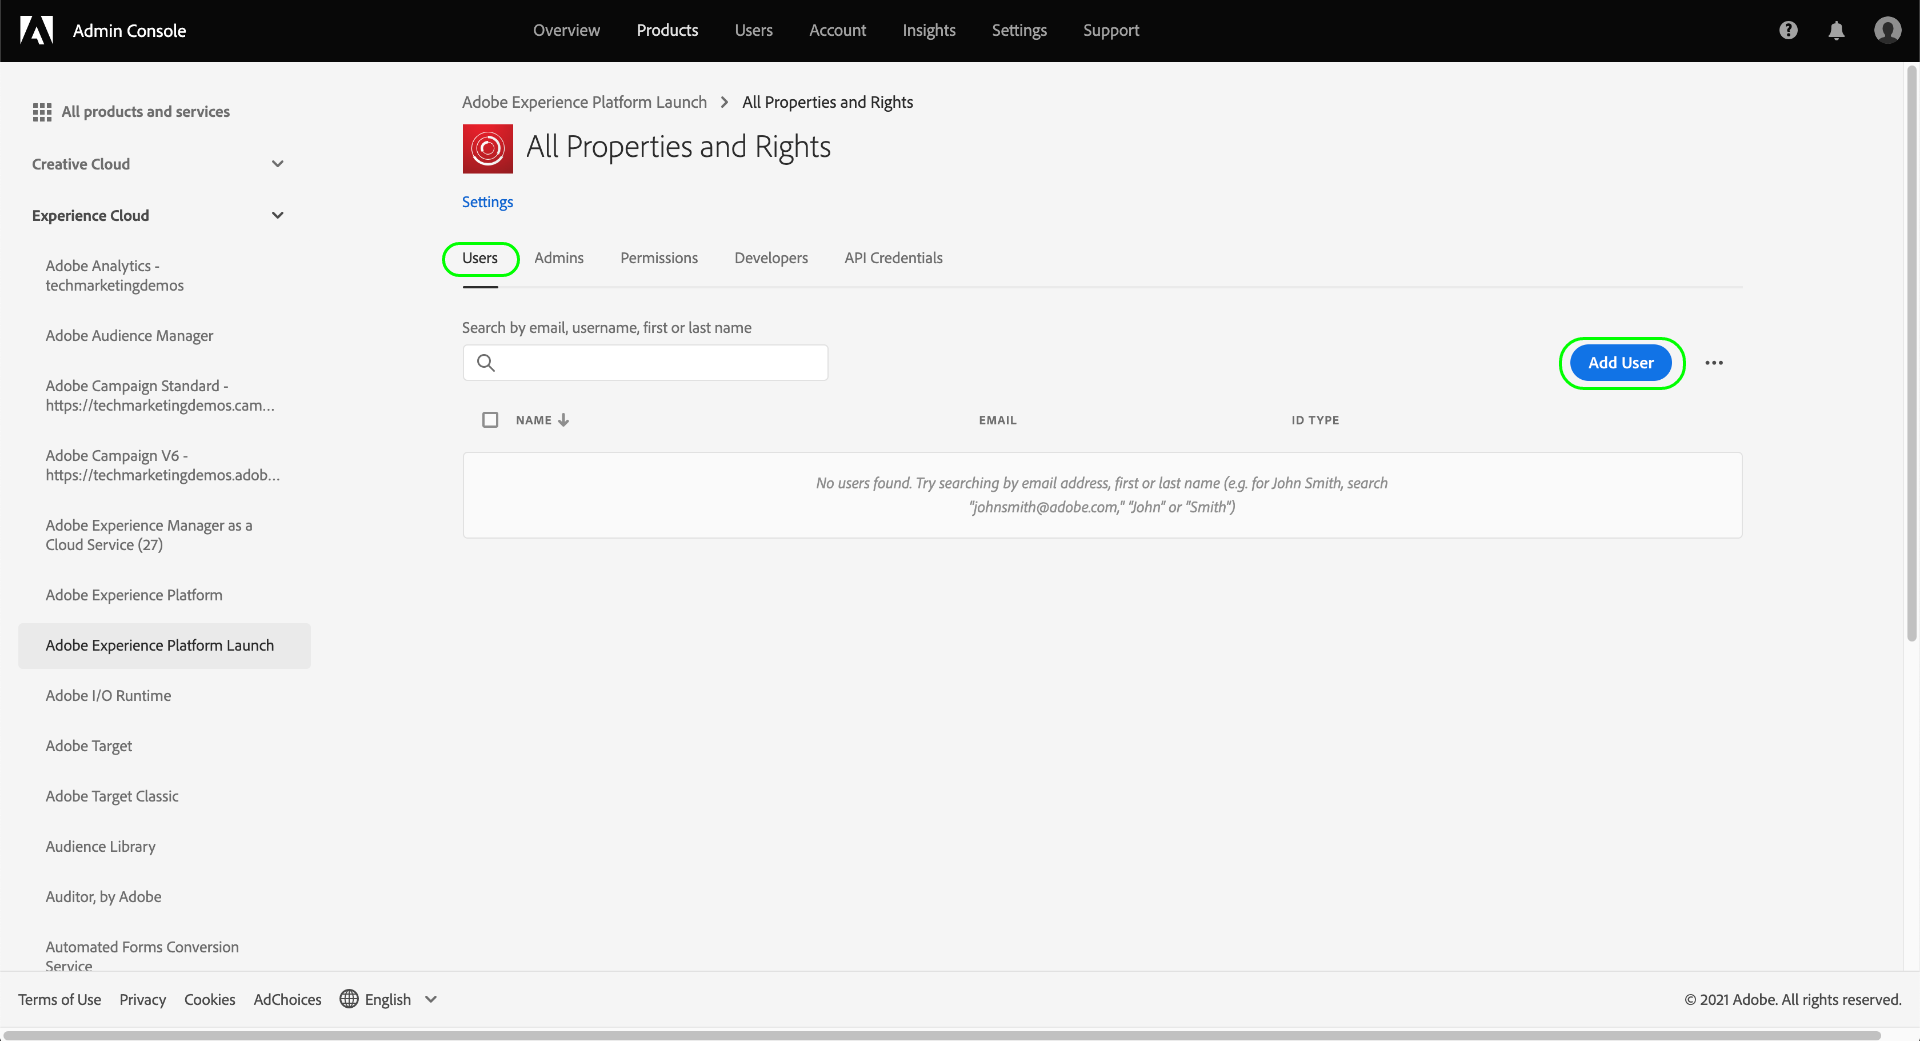 Admin Console
Overview Products Users Account Insights Settings Support
All products and services
Creative Cloud
Experience Cloud
Adobe Analytics -
techmarketingdemos
Adobe Audience Manager
Adobe Campaign Standard -
https://techmarketingdemos.cam...
Adobe Campaign V6 -
https://techmarketingdemos.adob...
Adobe Experience Manager as a
Cloud Service (27)
Adobe Experience Platform
Adobe Experience Platform Launch
Adobe I/O Runtime
Adobe Target
Adobe Target Classic
Audience Library
Auditor, by Adobe
Automated Forms Conversion
Service
Adobe Experience Platform Launch > All Properties and Rights
All Properties and Rights
Settings
Users Admins Permissions Developers API Credentials
Search by email, username, first or last name
Add User
NAME EMAIL ID TYPE
No users found. Try searching by email address, first or last name (e.g. for John Smith, search
"johnsmith@adobe.com," "John" or "Smith")
Terms of Use Privacy Cookies AdChoices English
© 2021 Adobe. All rights reserved.